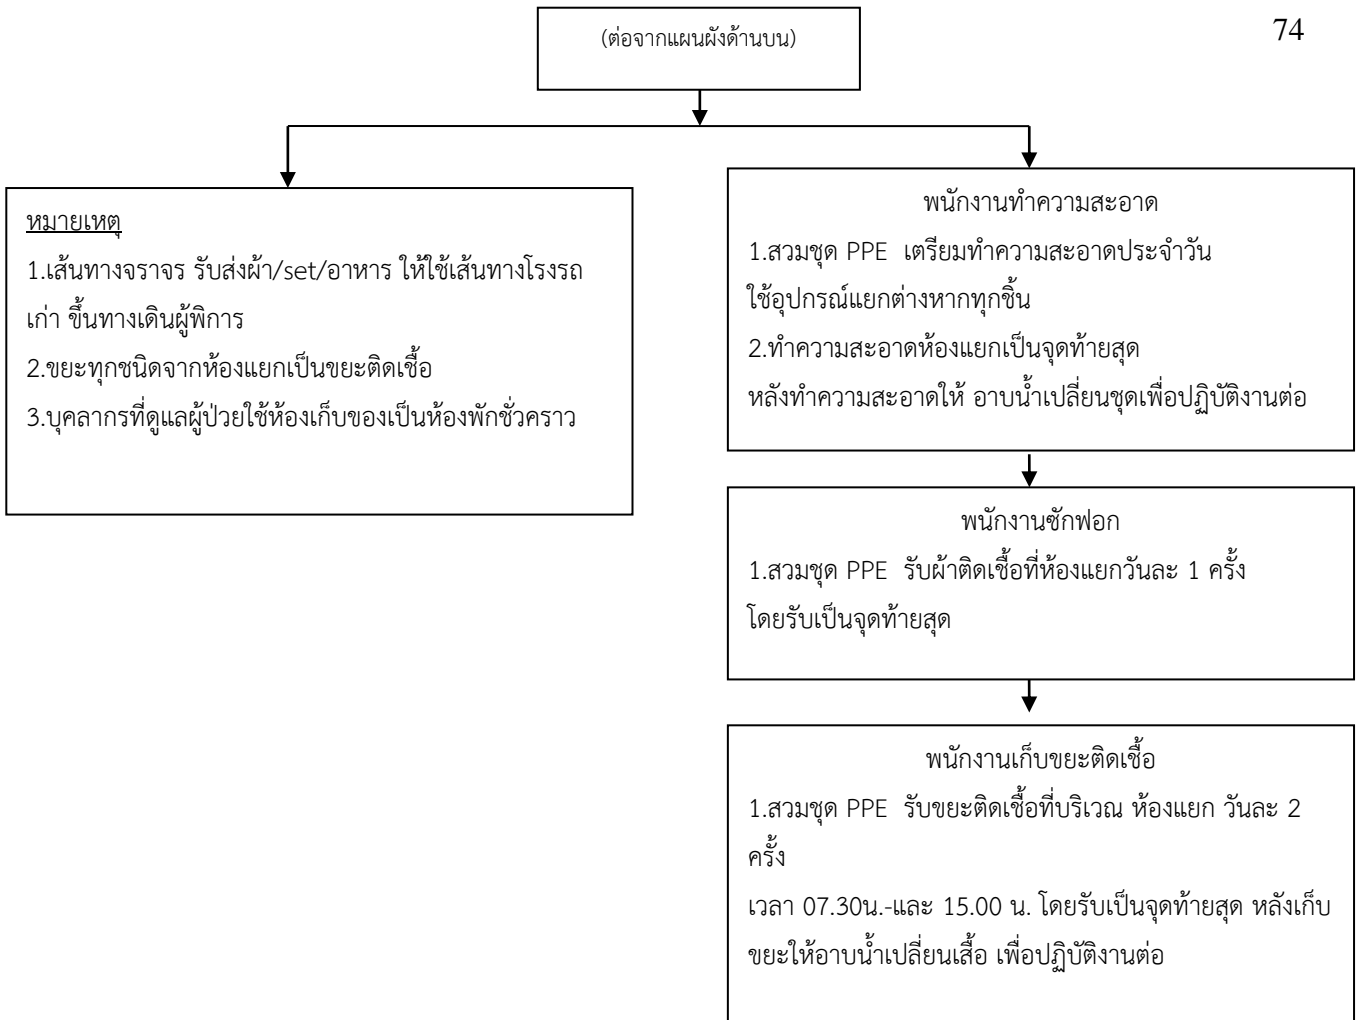 74
(ต่อจากแผนผังด้านบน)
หมายเหตุ
1.เส้นทางจราจร รับส่งผ้า/set/อาหาร ให้ใช้เส้นทางโรงรถ
เก่า ขึ้นทางเดินผู้พิการ
2.ขยะทุกชนิดจากห้องแยกเป็นขยะติดเชื้อ
3.บุคลากรที่ดูแลผู้ป่วยใช้ห้องเก็บของเป็นห้องพักชั่วคราว
พนักงานทำความสะอาด
1.สวมชุด PPE เตรียมทำความสะอาดประจำวัน
ใช้อุปกรณ์แยกต่างหากทุกชิ้น
2.ทำความสะอาดห้องแยกเป็นจุดท้ายสุด
หลังทำความสะอาดให้ อาบน้ำเปลี่ยนชุดเพื่อปฏิบัติงานต่อ
พนักงานซักฟอก
1.สวมชุด PPE รับผ้าติดเชื้อที่ห้องแยกวันละ 1 ครั้ง
โดยรับเป็นจุดท้ายสุด
พนักงานเก็บขยะติดเชื้อ
1.สวมชุด PPE รับขยะติดเชื้อที่บริเวณ ห้องแยก วันละ 2
ครั้ง
เวลา 07.30น.-และ 15.00 น. โดยรับเป็นจุดท้ายสุด หลังเก็บ
ขยะให้อาบน้ำเปลี่ยนเสื้อ เพื่อปฏิบัติงานต่อ